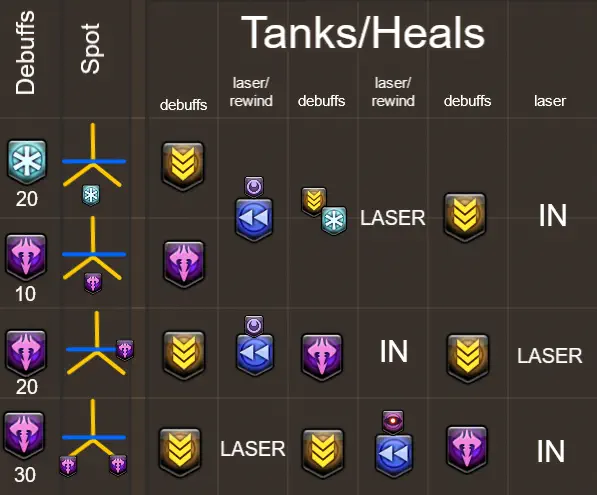 Debuffs
Spot
Tanks/Heals
debuffs
laser/
rewind
debuffs
laser/
rewind
debuffs
laser
20
LASER
IN
10
20
IN
LASER
30
LASER
IN